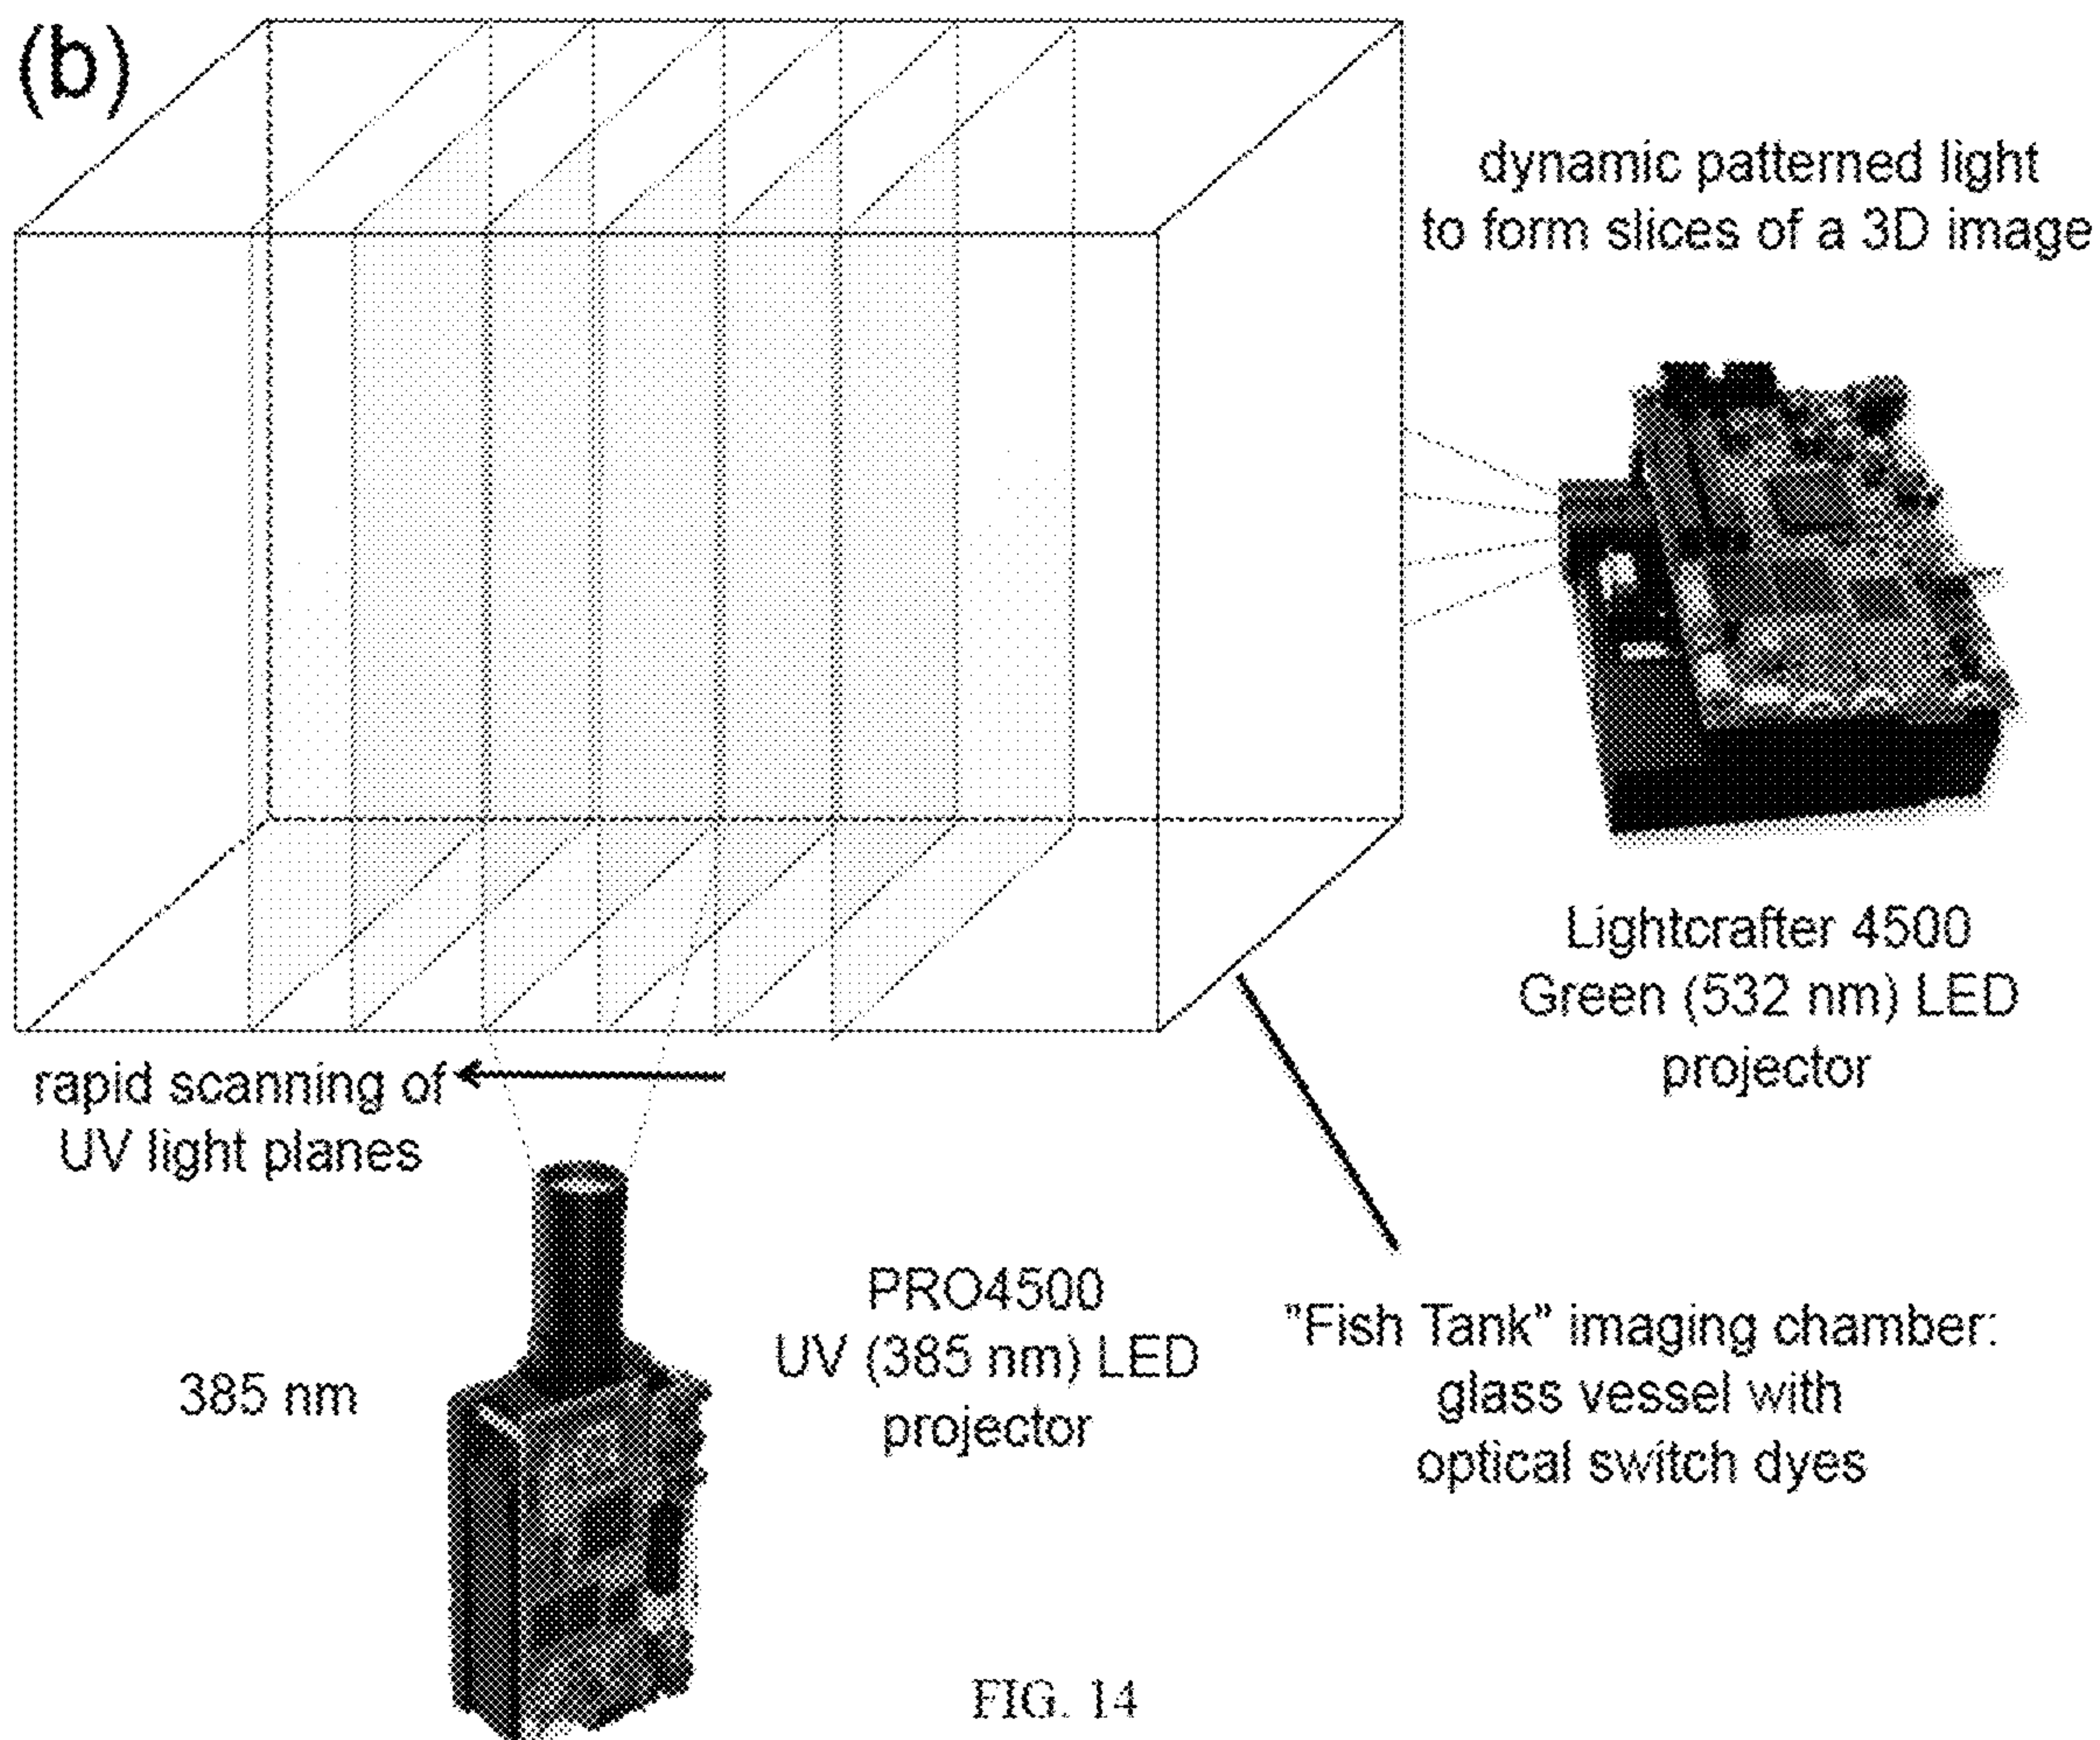 (b)
dynamic patterned light
to form slices of a 3D image
Lightcrafter 4500
Green (532 nm) LED
projector
rapid scanning of
UV light planes
385 nm
PRO4500
UV (385 nm) LED
projector
"Fish Tank" imaging chamber:
glass vessel with
optical switch dyes
FIG. 14